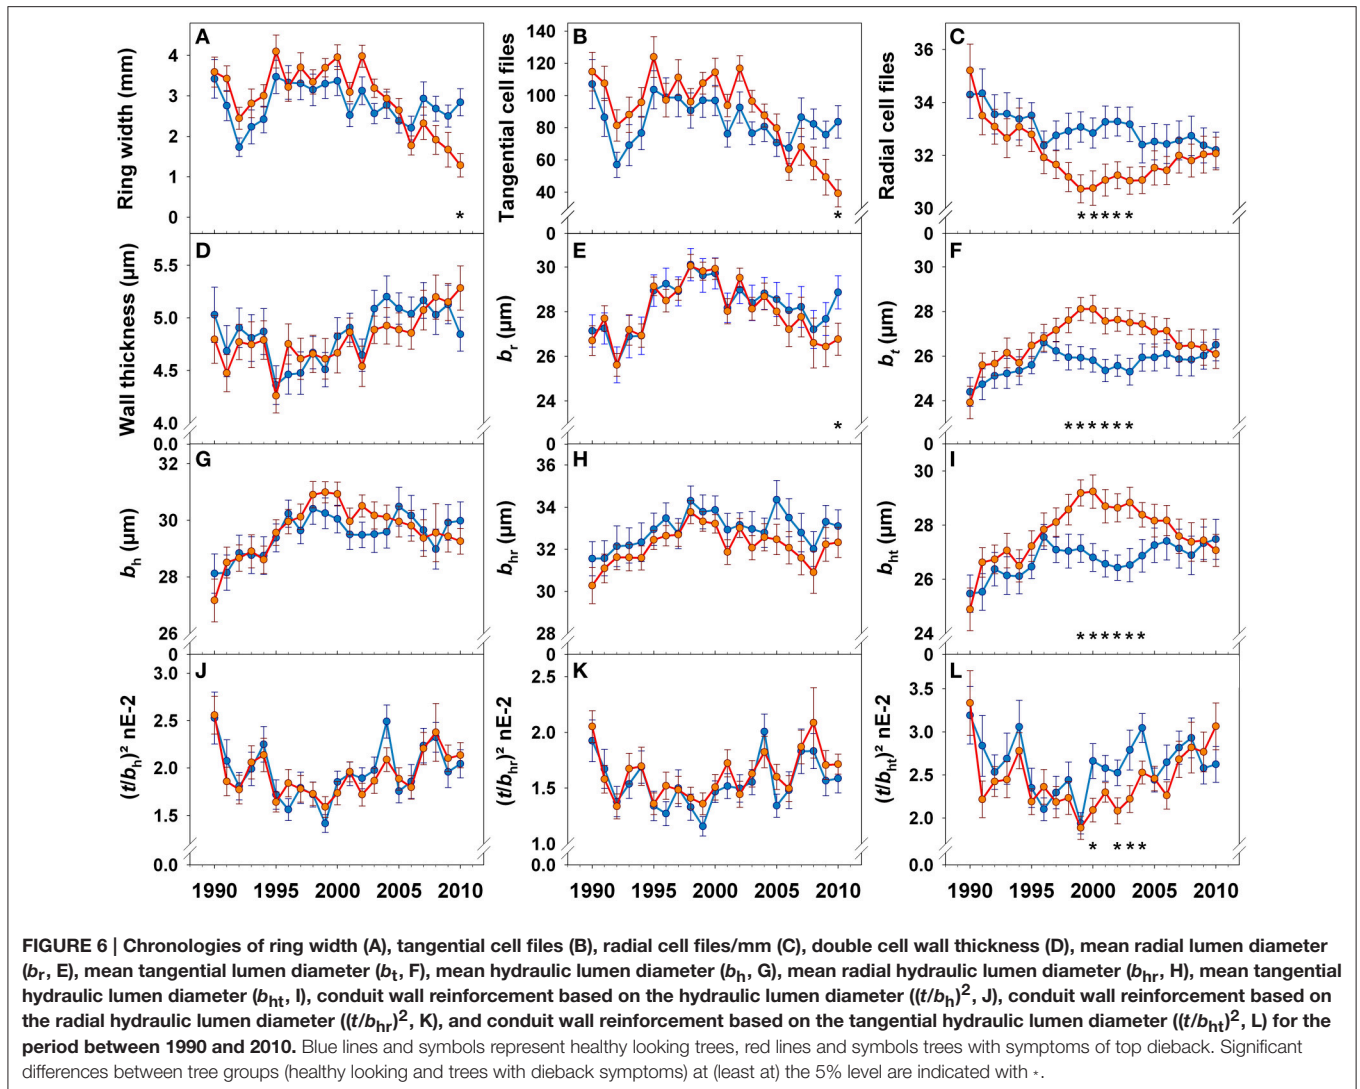 A
B
C
Ring width (mm)
4
3
2
1
0
*
Tangential cell files
140
120
100
80
60
40
0
*
Radial cell files
36
34
32
30
0
*****
D
E
F
Wall thickness (µm)
5.5
5.0
4.5
4.0
0.0
br (µm)
30
28
26
24
0
*
bt (µm)
30
28
26
24
0
******
G
H
I
bh (µm)
32
30
28
26
0
bhr (µm)
36
34
32
30
28
0
bht (µm)
30
28
26
24
0
******
J
K
L
(t/bh)² nE-2
3.0
2.5
2.0
1.5
0.0
(t/bhr)² nE-2
2.5
2.0
1.5
1.0
0.0
(t/bht)² nE-2
3.5
3.0
2.5
2.0
0.0
* ***
1990 1995 2000 2005 2010
1990 1995 2000 2005 2010
1990 1995 2000 2005 2010
FIGURE 6 | Chronologies of ring width (A), tangential cell files (B), radial cell files/mm (C), double cell wall thickness (D), mean radial lumen diameter
(br, E), mean tangential lumen diameter (bt, F), mean hydraulic lumen diameter (bh, G), mean radial hydraulic lumen diameter (bhr, H), mean tangential
hydraulic lumen diameter (bht, I), conduit wall reinforcement based on the hydraulic lumen diameter ((t/bh)², J), conduit wall reinforcement based on
the radial hydraulic lumen diameter ((t/bhr)², K), and conduit wall reinforcement based on the tangential hydraulic lumen diameter ((t/bht)², L) for the
period between 1990 and 2010. Blue lines and symbols represent healthy looking trees, red lines and symbols trees with symptoms of top dieback. Significant
differences between tree groups (healthy looking and trees with dieback symptoms) at (least at) the 5% level are indicated with *.